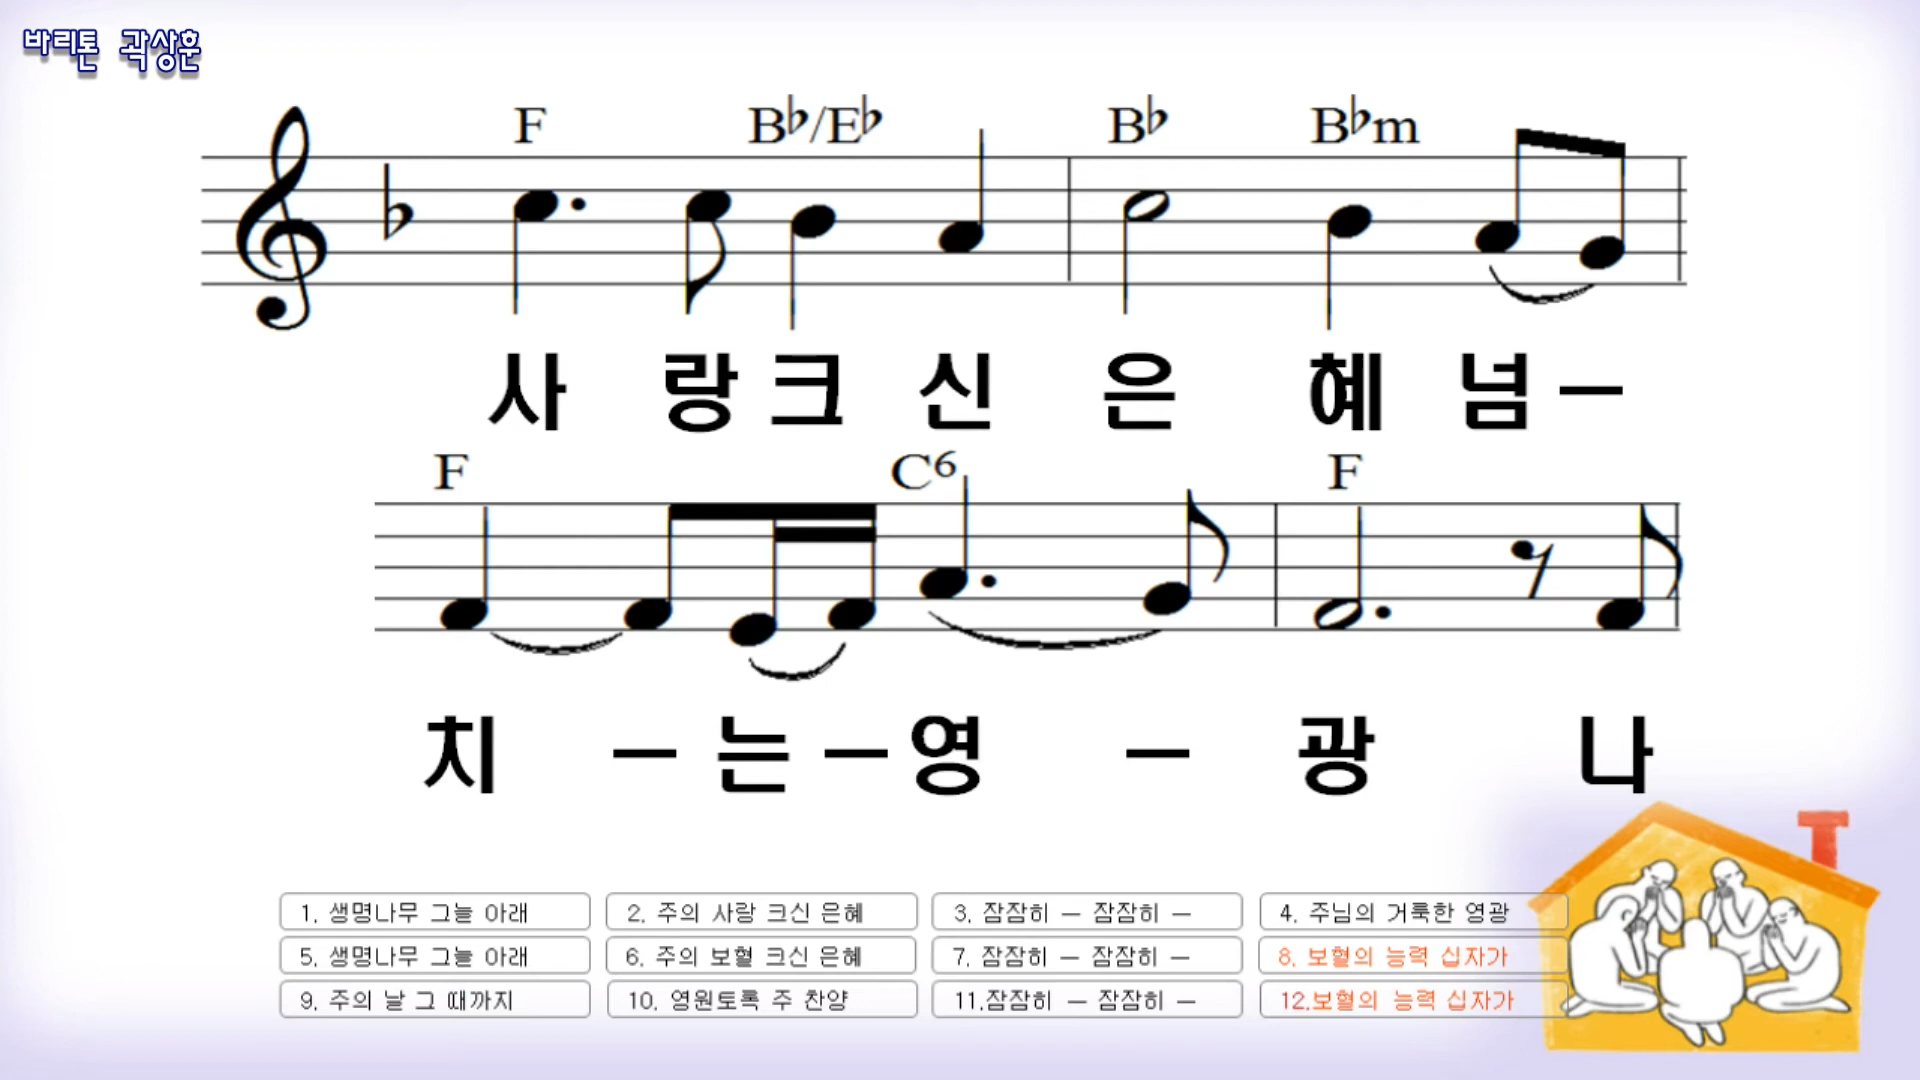 바리톤 곽상훈
F B♭/E♭ B♭ B♭m
사 랑 크 신 은 혜 넘 –
F C6 F
치 – 는 – 영 – 광 나
1. 생명나무 그늘 아래
2. 주의 사랑 크신 은혜
3. 잠잠히 – 잠잠히 –
4. 주님의 거룩한 영광
5. 생명나무 그늘 아래
6. 주의 보혈 크신 은혜
7. 잠잠히 – 잠잠히 –
8. 보혈의 능력 십자가
9. 주의 날 그 때까지
10. 영원토록 주 찬양
11.잠잠히 – 잠잠히 –
12.보혈의 능력 십자가